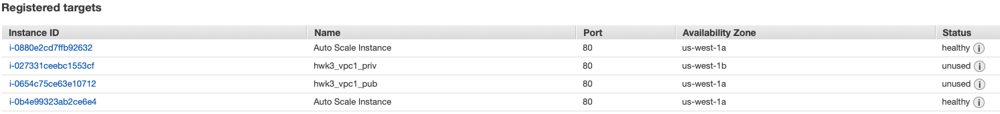 Registered targets
Instance ID Name Port Availability Zone Status
i-0880e2cd7ffb92632 Auto Scale Instance 80 us-west-1a healthy
i-027331ceebc1553cf hwk3_vpc1_priv 80 us-west-1b unused
i-0654c75ce63e10712 hwk3_vpc1_pub 80 us-west-1a unused
i-0b4e99323ab2ce6e4 Auto Scale Instance 80 us-west-1a healthy